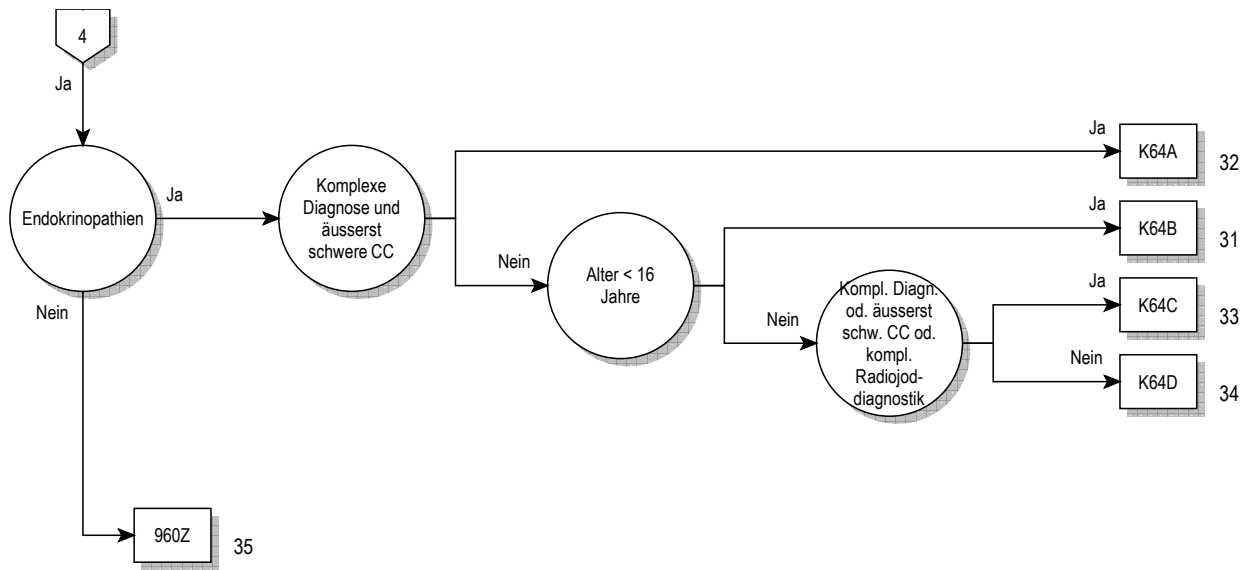 4
Ja
Endokrinopathien
Ja
Komplexe
Diagnose und
äusserst
schwere CC
Ja
K64A
32
Nein
Alter < 16
Jahre
Ja
K64B
31
Nein
Kompl. Diagn.
od. äusserst
schw. CC od.
kompl.
Radiojod-
diagnostik
Ja
K64C
33
Nein
K64D
34
Nein
960Z
35